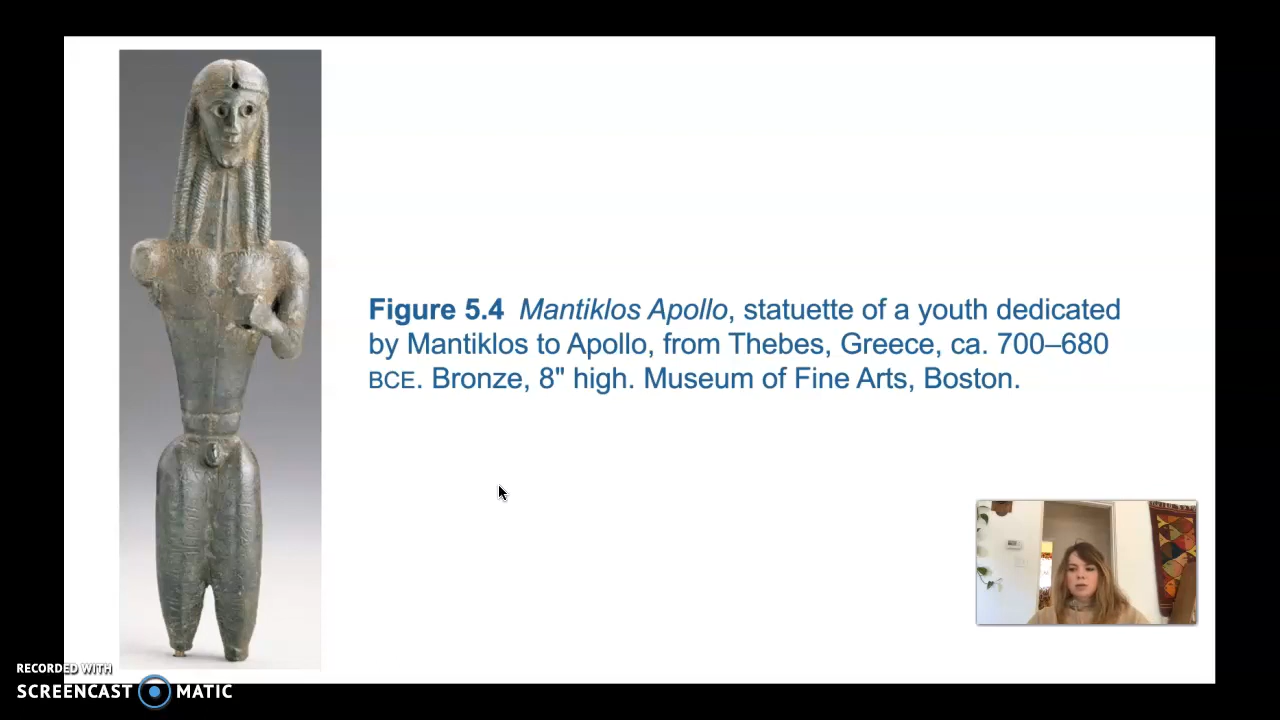 Figure 5.4 Mantiklos Apollo, statuette of a youth dedicated
by Mantiklos to Apollo, from Thebes, Greece, ca. 700–680
BCE. Bronze, 8" high. Museum of Fine Arts, Boston.
RECORDED WITH
SCREENCAST MATIC